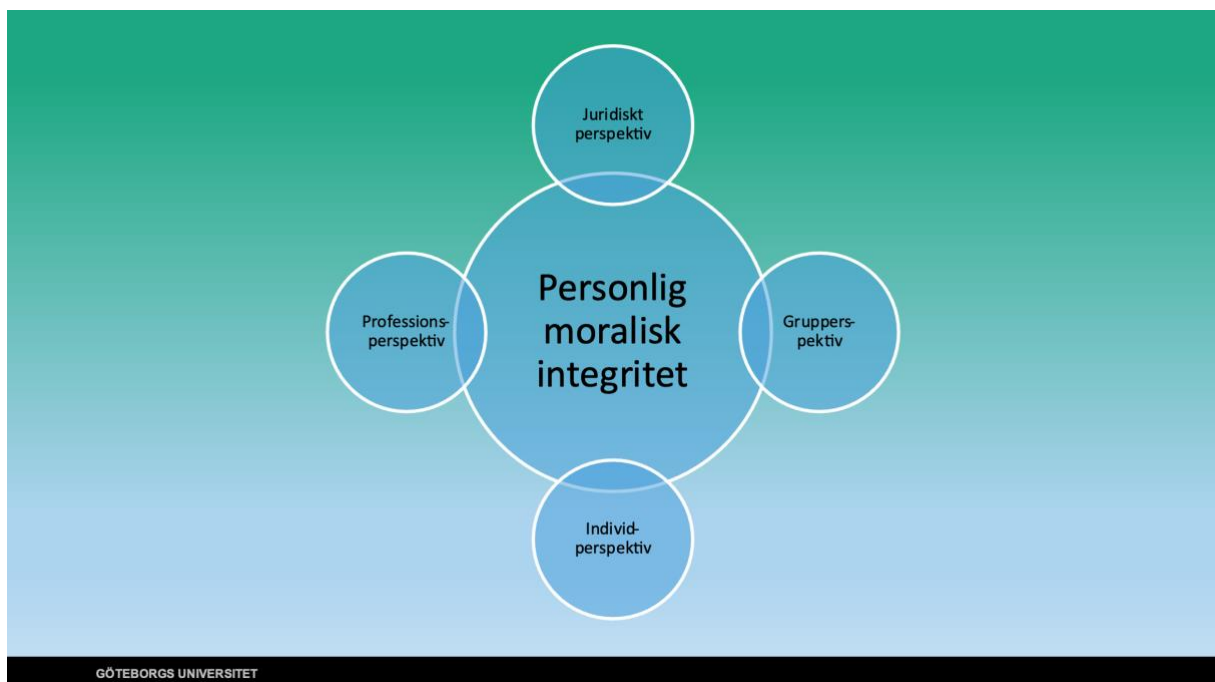 Juridiskt
perspektiv
Professions-
perspektiv
Personlig
moralisk
integritet
Gruppers-
pektiv
Individ-
perspektiv
GÖTEBORGS UNIVERSITET